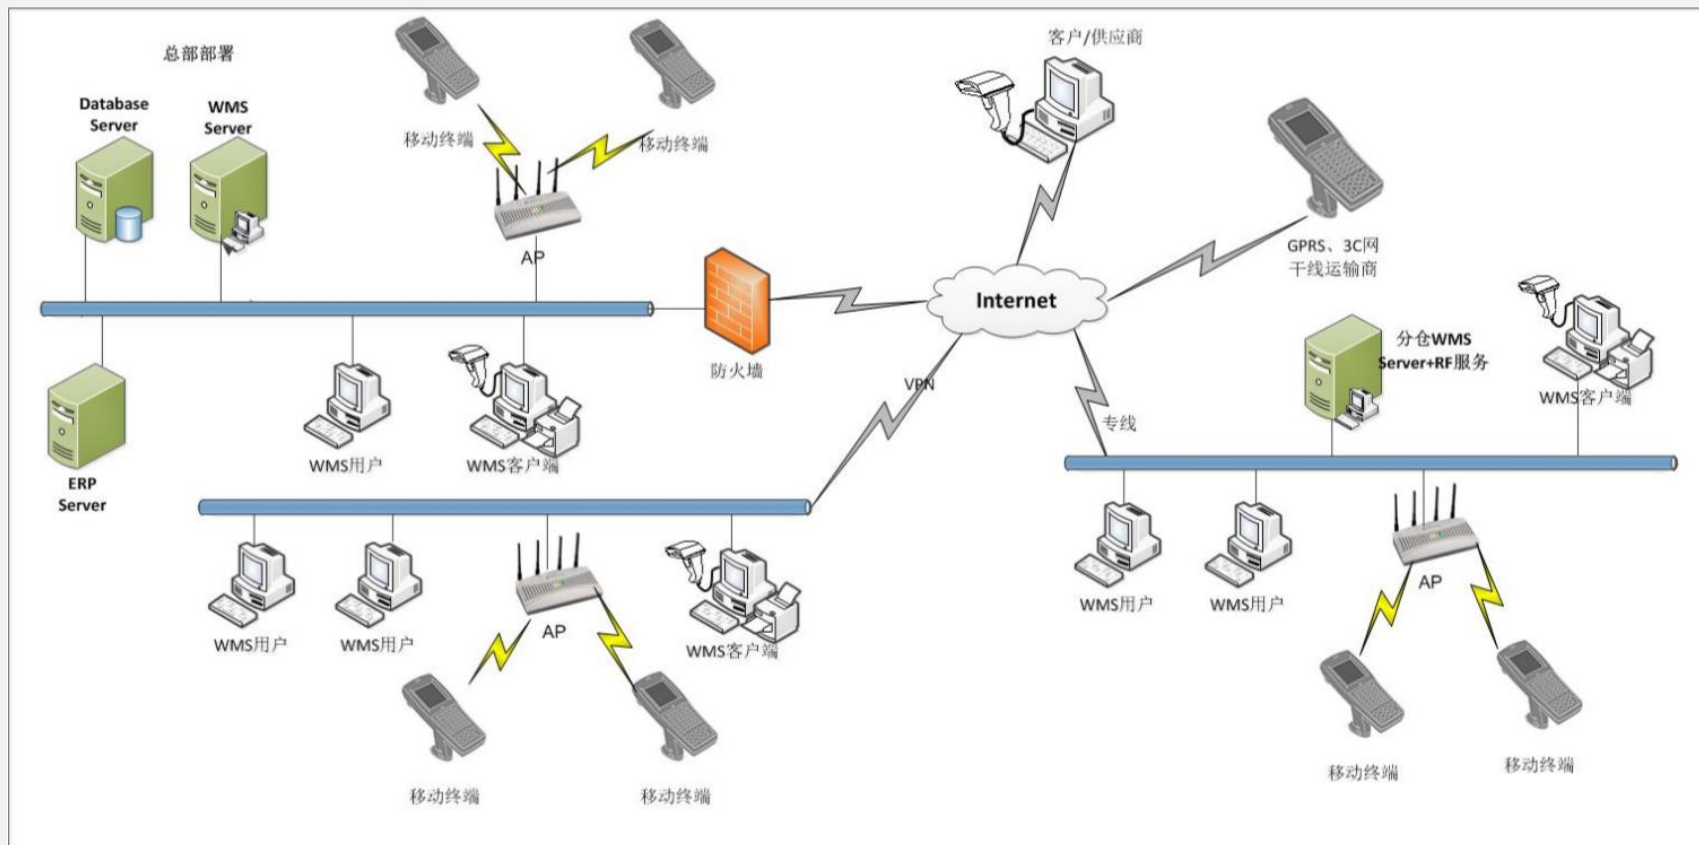 总部部署
Database
Server
WMS
Server
移动终端
移动终端
AP
客户/供应商
GPRS、3C网
干线运输商
Internet
防火墙
VPN
专线
分仓WMS
Server+RF服务
WMS客户端
ERP
Server
WMS用户
WMS客户端
WMS用户
WMS用户
AP
WMS客户端
移动终端
移动终端
WMS用户
WMS用户
AP
移动终端
移动终端